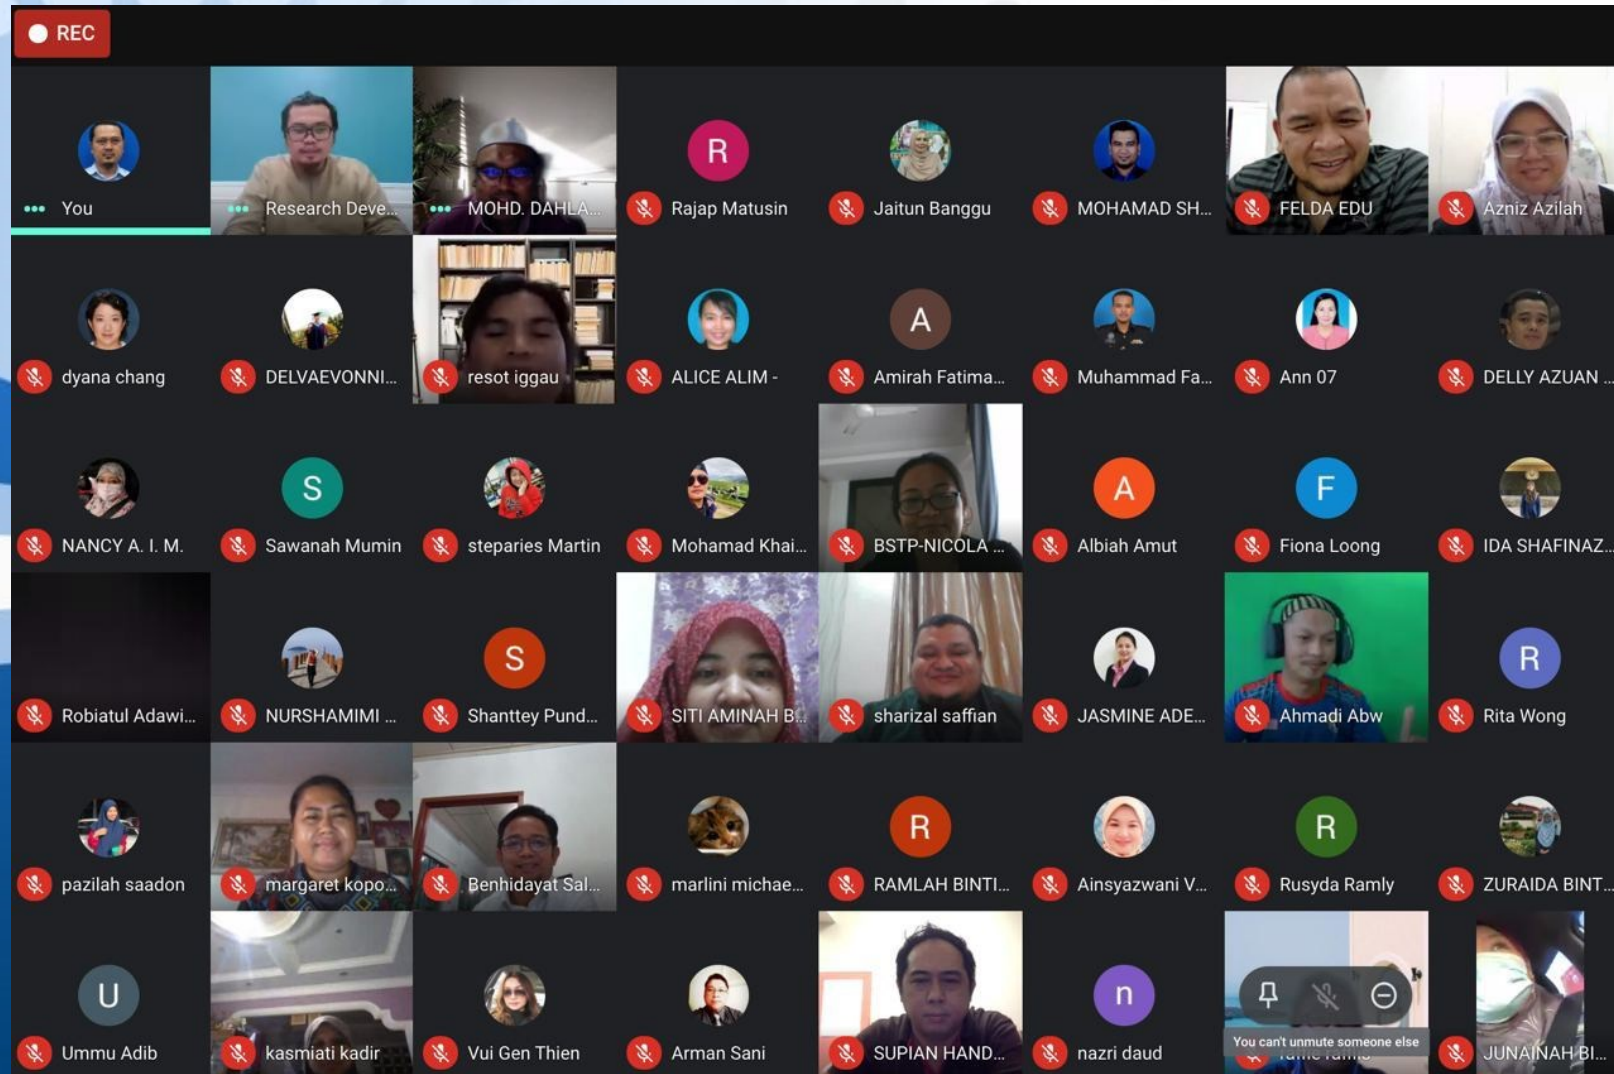 REC
You
Research Deve...
MOHD. DAHLA...
R
Rajap Matusin
Jaitun Banggu
MOHAMAD SH...
FELDA EDU
Azniz Azilah
dyana chang
DELVAEVONNI...
resot iggau
ALICE ALIM -
A
Amirah Fatima...
Muhammad Fa...
Ann 07
DELLY AZUAN ...
NANCY A. I. M.
S
Sawanah Mumin
steparies Martin
Mohamad Khai...
BSTP-NICOLA ...
A
Albiah Amut
F
Fiona Loong
IDA SHAFINAZ...
Robiatul Adawi...
NURSHAMIMI ...
S
Shanttey Pund...
SITI AMINAH B...
sharizal saffian
JASMINE ADE...
Ahmadi Abw
R
Rita Wong
pazilah saadon
margaret kopo...
Benhidayat Sal...
marlini michae...
R
RAMLAH BINTI...
Ainsyazwani V...
R
Rusyda Ramly
ZURAIDA BINT...
U
Ummu Adib
kasmiati kadir
Vui Gen Thien
Arman Sani
SUPIAN HAND...
n
nazri daud
You can't unmute someone else
JUNAINAH BI...